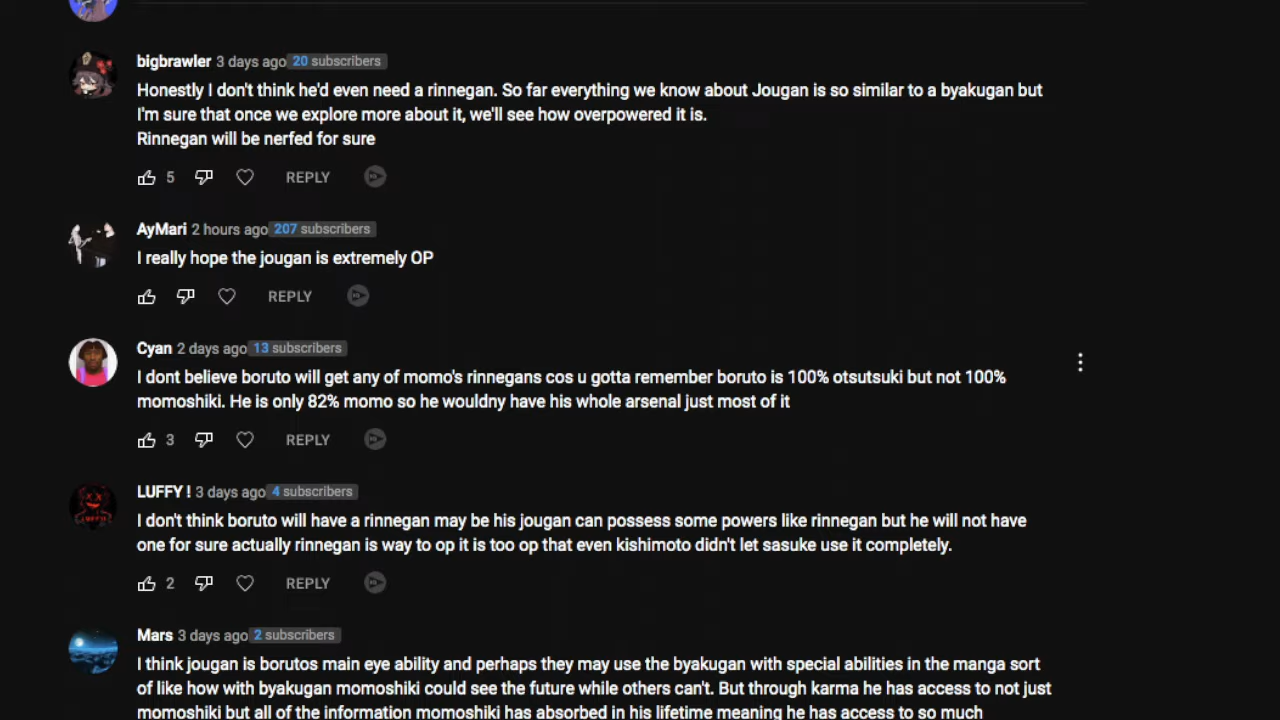 bigbrawler 3 days ago 20 subscribers
Honestly I don't think he'd even need a rinnegan. So far everything we know about Jougan is so similar to a byakugan but
I'm sure that once we explore more about it, we'll see how overpowered it is.
Rinnegan will be nerfed for sure
5 REPLY
AyMari 2 hours ago 207 subscribers
I really hope the jougan is extremely OP
REPLY
Cyan 2 days ago 13 subscribers
I dont believe boruto will get any of momo's rinnegans cos u gotta remember boruto is 100% otsutsuki but not 100%
momoshiki. He is only 82% momo so he wouldny have his whole arsenal just most of it
3 REPLY
LUFFY ! 3 days ago 4 subscribers
I don't think boruto will have a rinnegan may be his jougan can possess some powers like rinnegan but he will not have
one for sure actually rinnegan is way to op it is too op that even kishimoto didn't let sasuke use it completely.
2 REPLY
Mars 3 days ago 2 subscribers
I think jougan is borutos main eye ability and perhaps they may use the byakugan with special abilities in the manga sort
of like how with byakugan momoshiki could see the future while others can't. But through karma he has access to not just
momoshiki but all of the information momoshiki has absorbed in his lifetime meaning he has access to so much